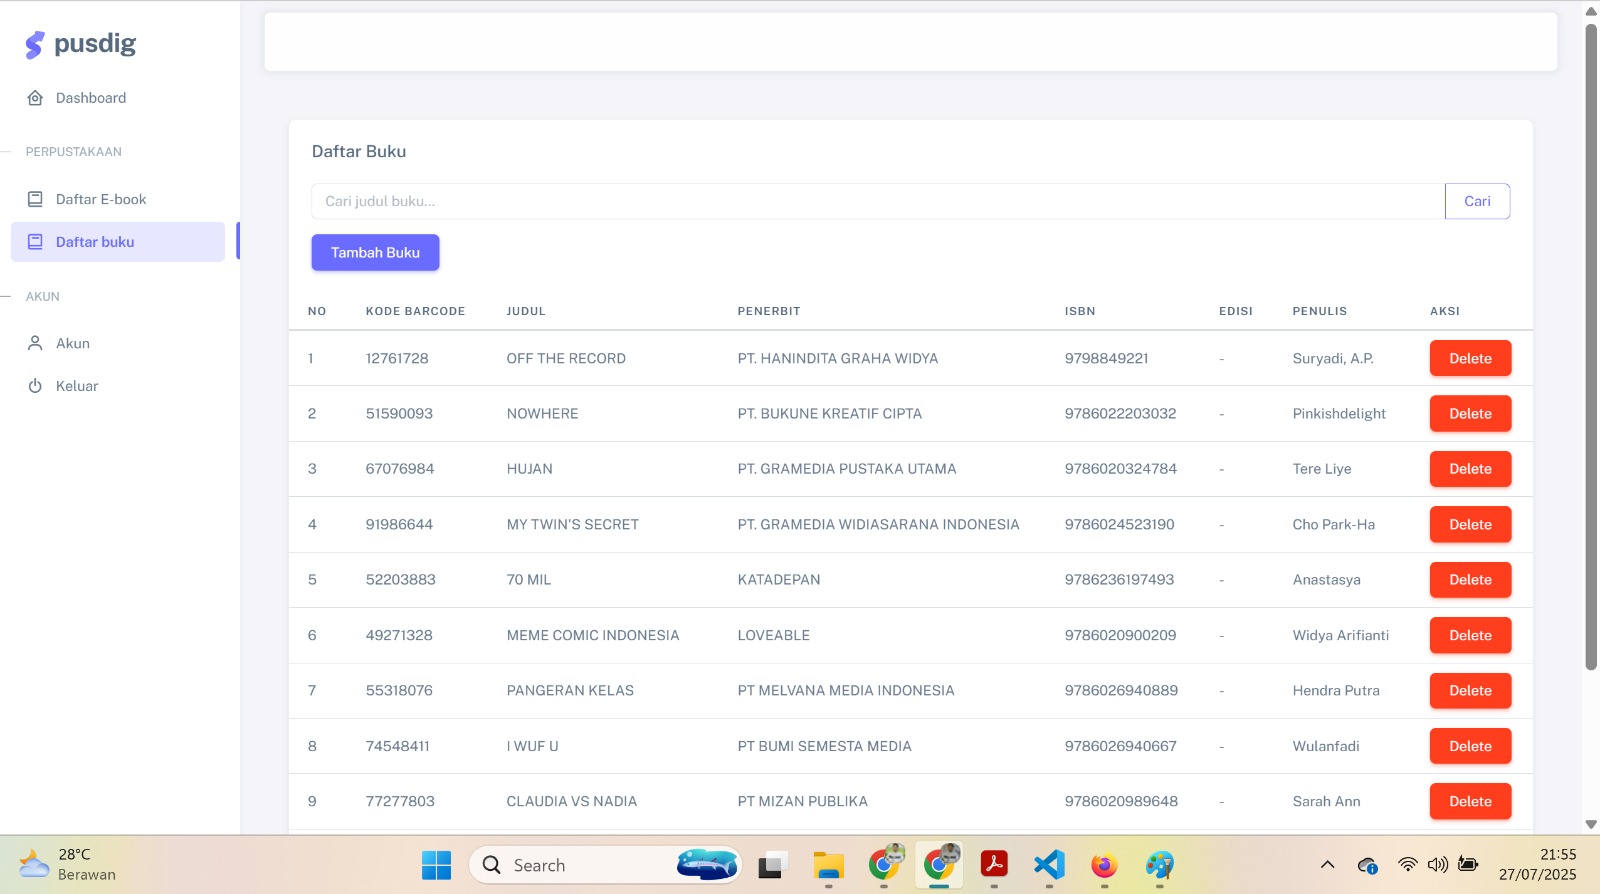 pusdig
Dashboard
PERPUSTAKAAN
Daftar E-book
Daftar buku
AKUN
Akun
Keluar
Daftar Buku
Cari judul buku...
Cari
Tambah Buku
NO KODE BARCODE JUDUL PENERBIT ISBN EDISI PENULIS AKSI
1 12761728 OFF THE RECORD PT. HANINDITA GRAHA WIDYA 9798849221 - Suryadi, A.P. Delete
2 51590093 NOWHERE PT. BUKUNE KREATIF CIPTA 9786022203032 - Pinkishdelight Delete
3 67076984 HUJAN PT. GRAMEDIA PUSTAKA UTAMA 9786020324784 - Tere Liye Delete
4 91986644 MY TWIN'S SECRET PT. GRAMEDIA WIDIASARANA INDONESIA 9786024523190 - Cho Park-Ha Delete
5 52203883 70 MIL KATADEPAN 9786236197493 - Anastasya Delete
6 49271328 MEME COMIC INDONESIA LOVEABLE 9786020900209 - Widya Arifianti Delete
7 55318076 PANGERAN KELAS PT MELVANA MEDIA INDONESIA 9786026940889 - Hendra Putra Delete
8 74548411 I WUF U PT BUMI SEMESTA MEDIA 9786026940667 - Wulanfadi Delete
9 77277803 CLAUDIA VS NADIA PT MIZAN PUBLIKA 9786020989648 - Sarah Ann Delete
28°C
Berawan
Search
21:55
27/07/2025